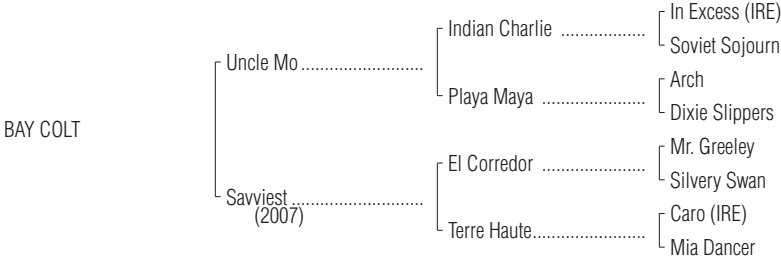 In Excess (IRE)
Indian Charlie ...................
Soviet Sojourn
Uncle Mo ..........................
Arch
Playa Maya ......................
Dixie Slippers
BAY COLT
Mr. Greeley
El Corredor ......................
Silvery Swan
Savviest ............................
(2007)
Caro (IRE)
Terre Haute........................
Mia Dancer